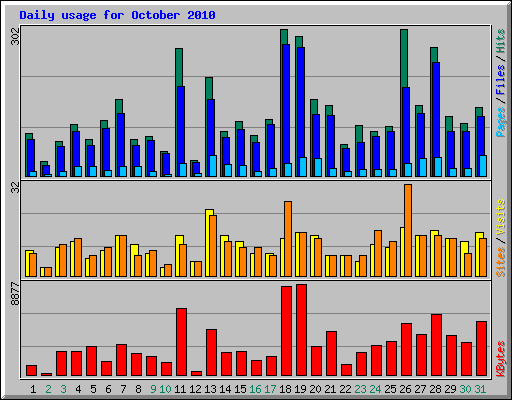 Daily usage for October 2010
302
Pages / Files / Hits
32
Sites / Visits
8877
KBytes
1 2 3 4 5 6 7 8 9 10 11 12 13 14 15 16 17 18 19 20 21 22 23 24 25 26 27 28 29 30 31